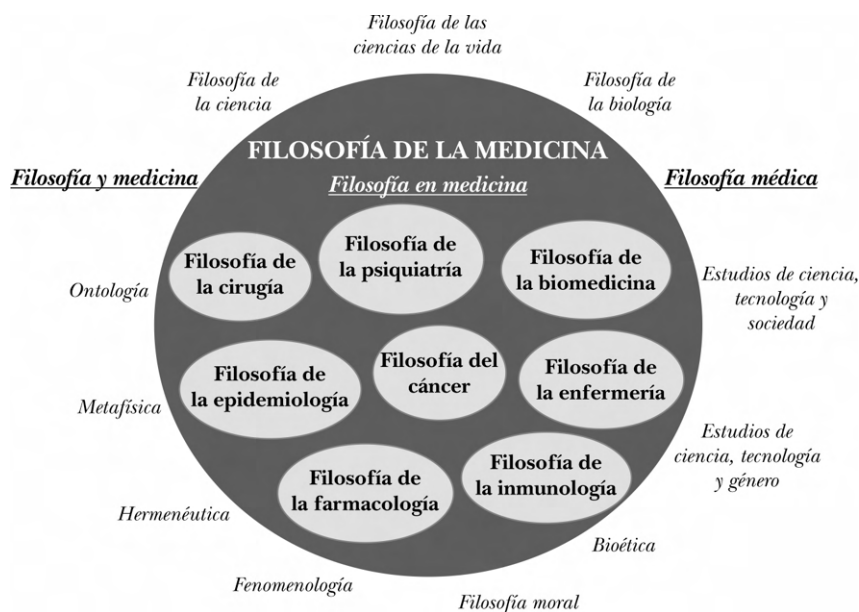 Filosofía de las
ciencias de la vida
Filosofía de
la ciencia
Filosofía de
la biología
FILOSOFÍA DE LA MEDICINA
Filosofía y medicina
Filosofía en medicina
Filosofía médica
Filosofía de
la cirugía
Filosofía de
la psiquiatría
Filosofía de
la biomedicina
Ontología
Estudios de ciencia,
tecnología y
sociedad
Filosofía de
la epidemiología
Filosofía del
cáncer
Filosofía de
la enfermería
Metafísica
Estudios de
ciencia, tecnología
y género
Filosofía de
la farmacología
Filosofía de
la inmunología
Hermenéutica
Bioética
Fenomenología
Filosofía moral